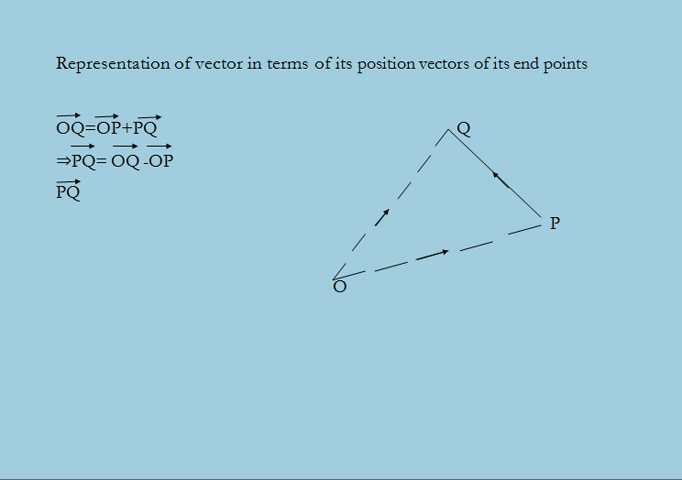 Representation of vector in terms of its position vectors of its end points
OQ=OP+PQ
⇒PQ= OQ -OP
PQ
Q
P
O